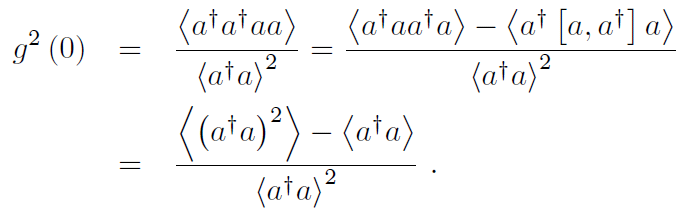 g² (0) = ⟨a†a†aa⟩ / ⟨a†a⟩² = (⟨a†aa†a⟩ − ⟨a† [a, a†] a⟩) / ⟨a†a⟩²
= (⟨(a†a)²⟩ − ⟨a†a⟩) / ⟨a†a⟩² .